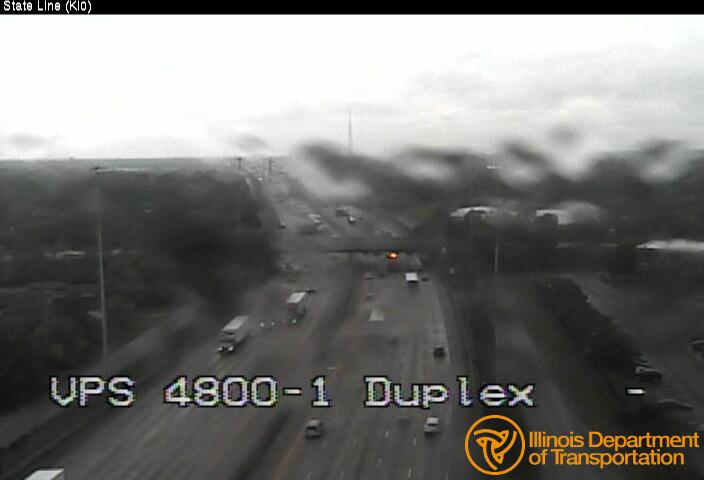 State Line (KI0)
VPS 4800-1 Duplex -
Illinois Department
of Transportation